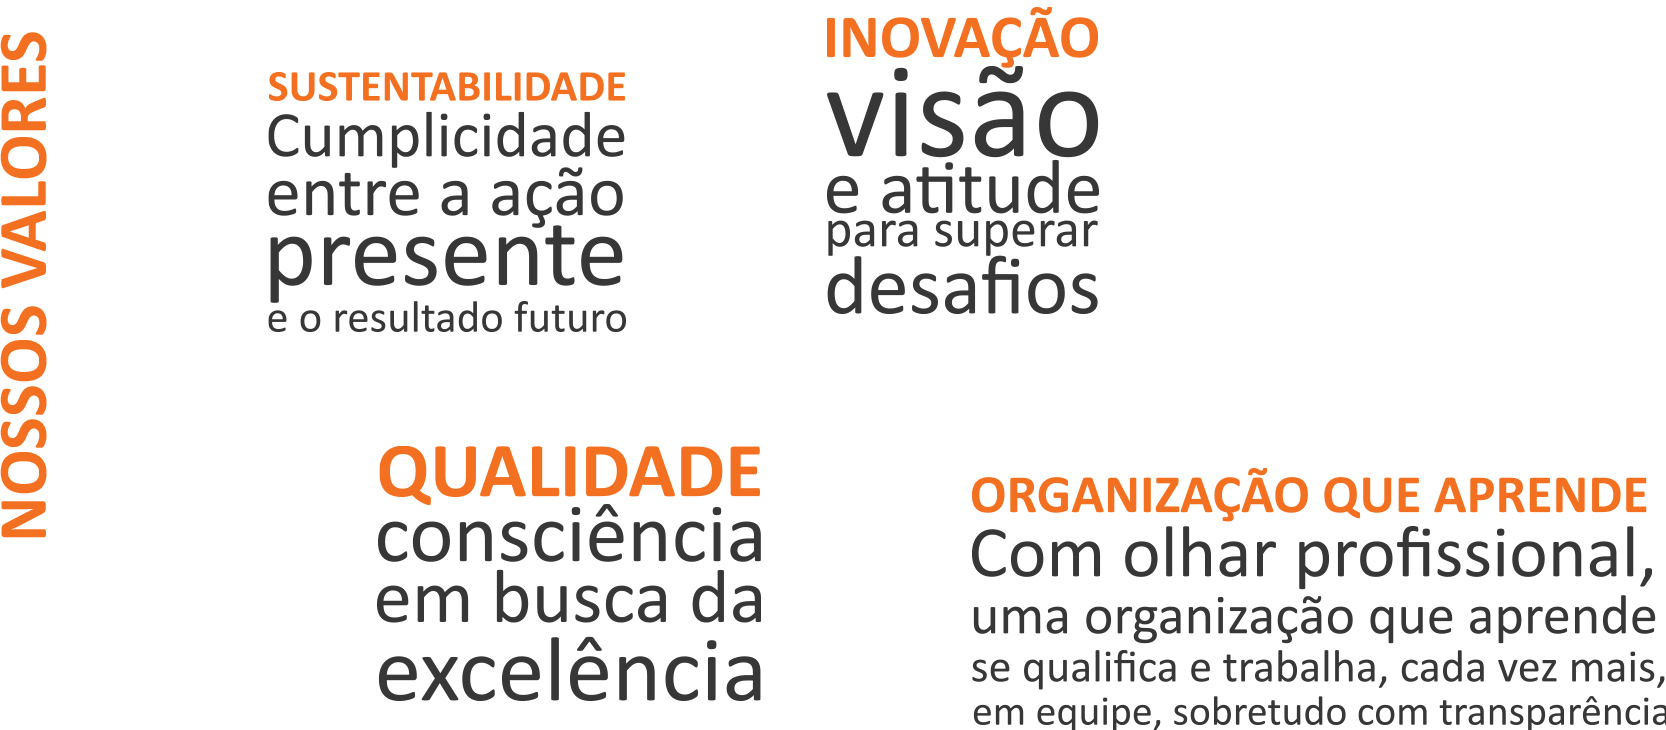 NOSSOS VALORES
SUSTENTABILIDADE
Cumplicidade
entre a ação
presente
e o resultado futuro
INOVAÇÃO
visão
e atitude
para superar
desafios
QUALIDADE
consciência
em busca da
excelência
ORGANIZAÇÃO QUE APRENDE
Com olhar profissional,
uma organização que aprende
se qualifica e trabalha, cada vez mais,
em equipe, sobretudo com transparência